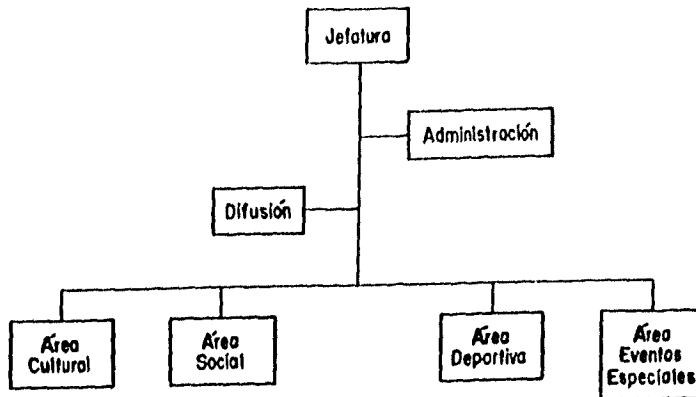 Jefatura
Administración
Difusión
Área
Cultural
Área
Social
Área
Deportiva
Área
Eventos
Especiales